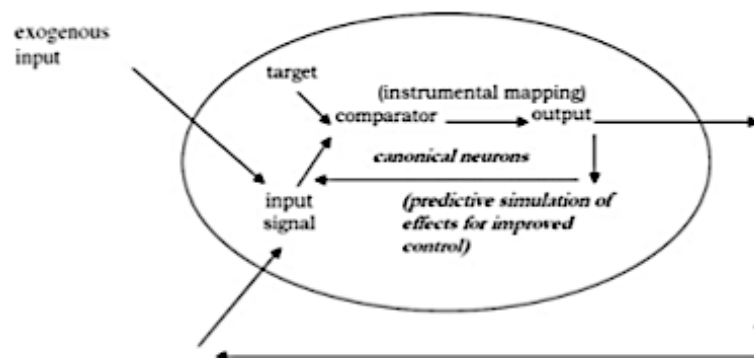 exogenous
input
target
(instrumental mapping)
comparator
output
canonical neurons
input
signal
(predictive simulation of
effects for improved
control)